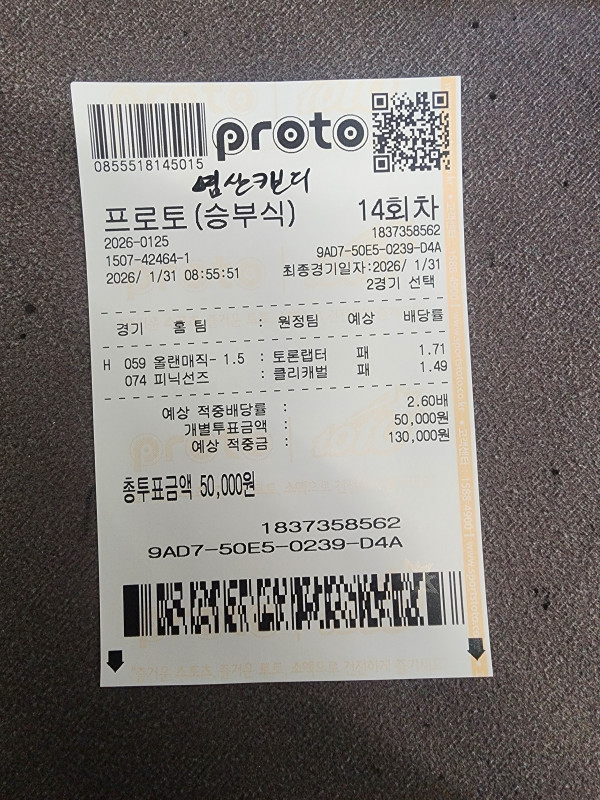 0855518145015
proto
염산캔디
프로토(승부식) 14회차
2026-0125 1837358562
1507-42464-1 9AD7-50E5-0239-D4A
2026/ 1/31 08:55:51 최종경기일자:2026/ 1/31
2경기 선택
경기 홈 팀 : 원정팀 예상 배당률
H 059 올랜매직- 1.5 : 토론랩터 패 1.71
074 피닉선즈 : 클리캐벌 패 1.49
예상 적중배당률 : 2.60배
개별투표금액 : 50,000원
예상 적중금 : 130,000원
총투표금액 50,000원
1837358562
9AD7-50E5-0239-D4A